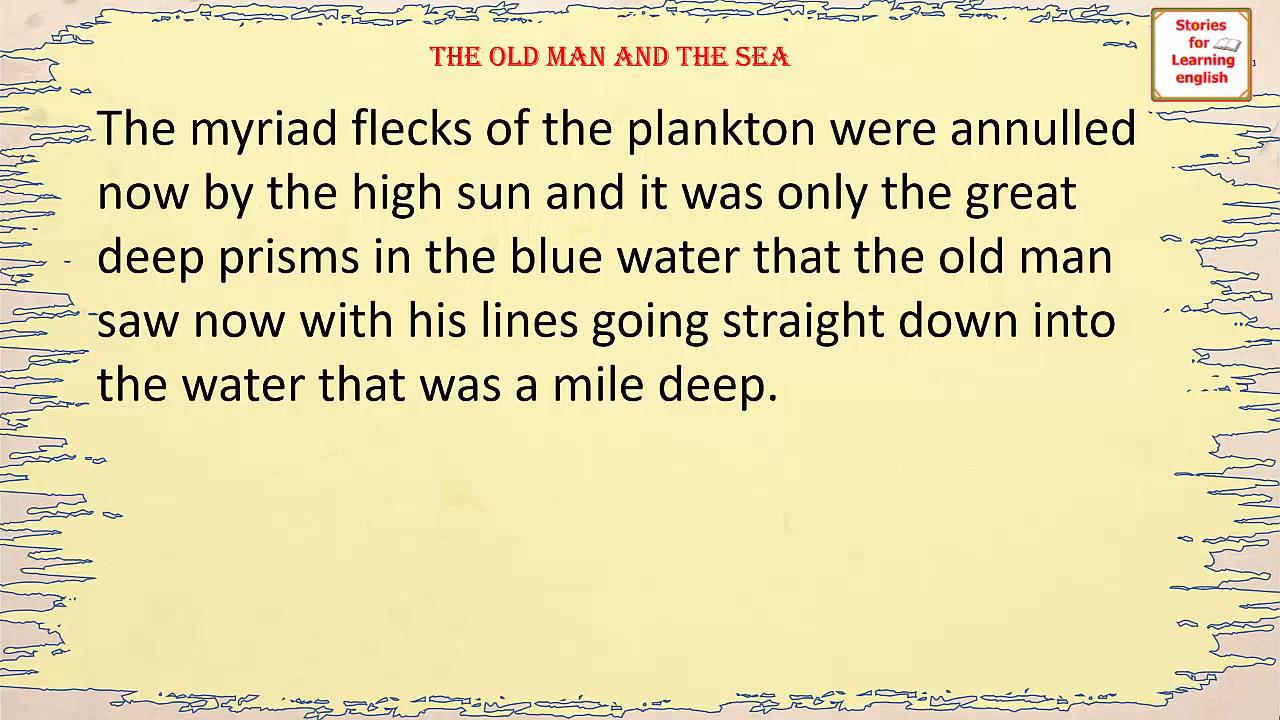 THE OLD MAN AND THE SEA
Stories
for
Learning
english
The myriad flecks of the plankton were annulled
now by the high sun and it was only the great
deep prisms in the blue water that the old man
saw now with his lines going straight down into
the water that was a mile deep.